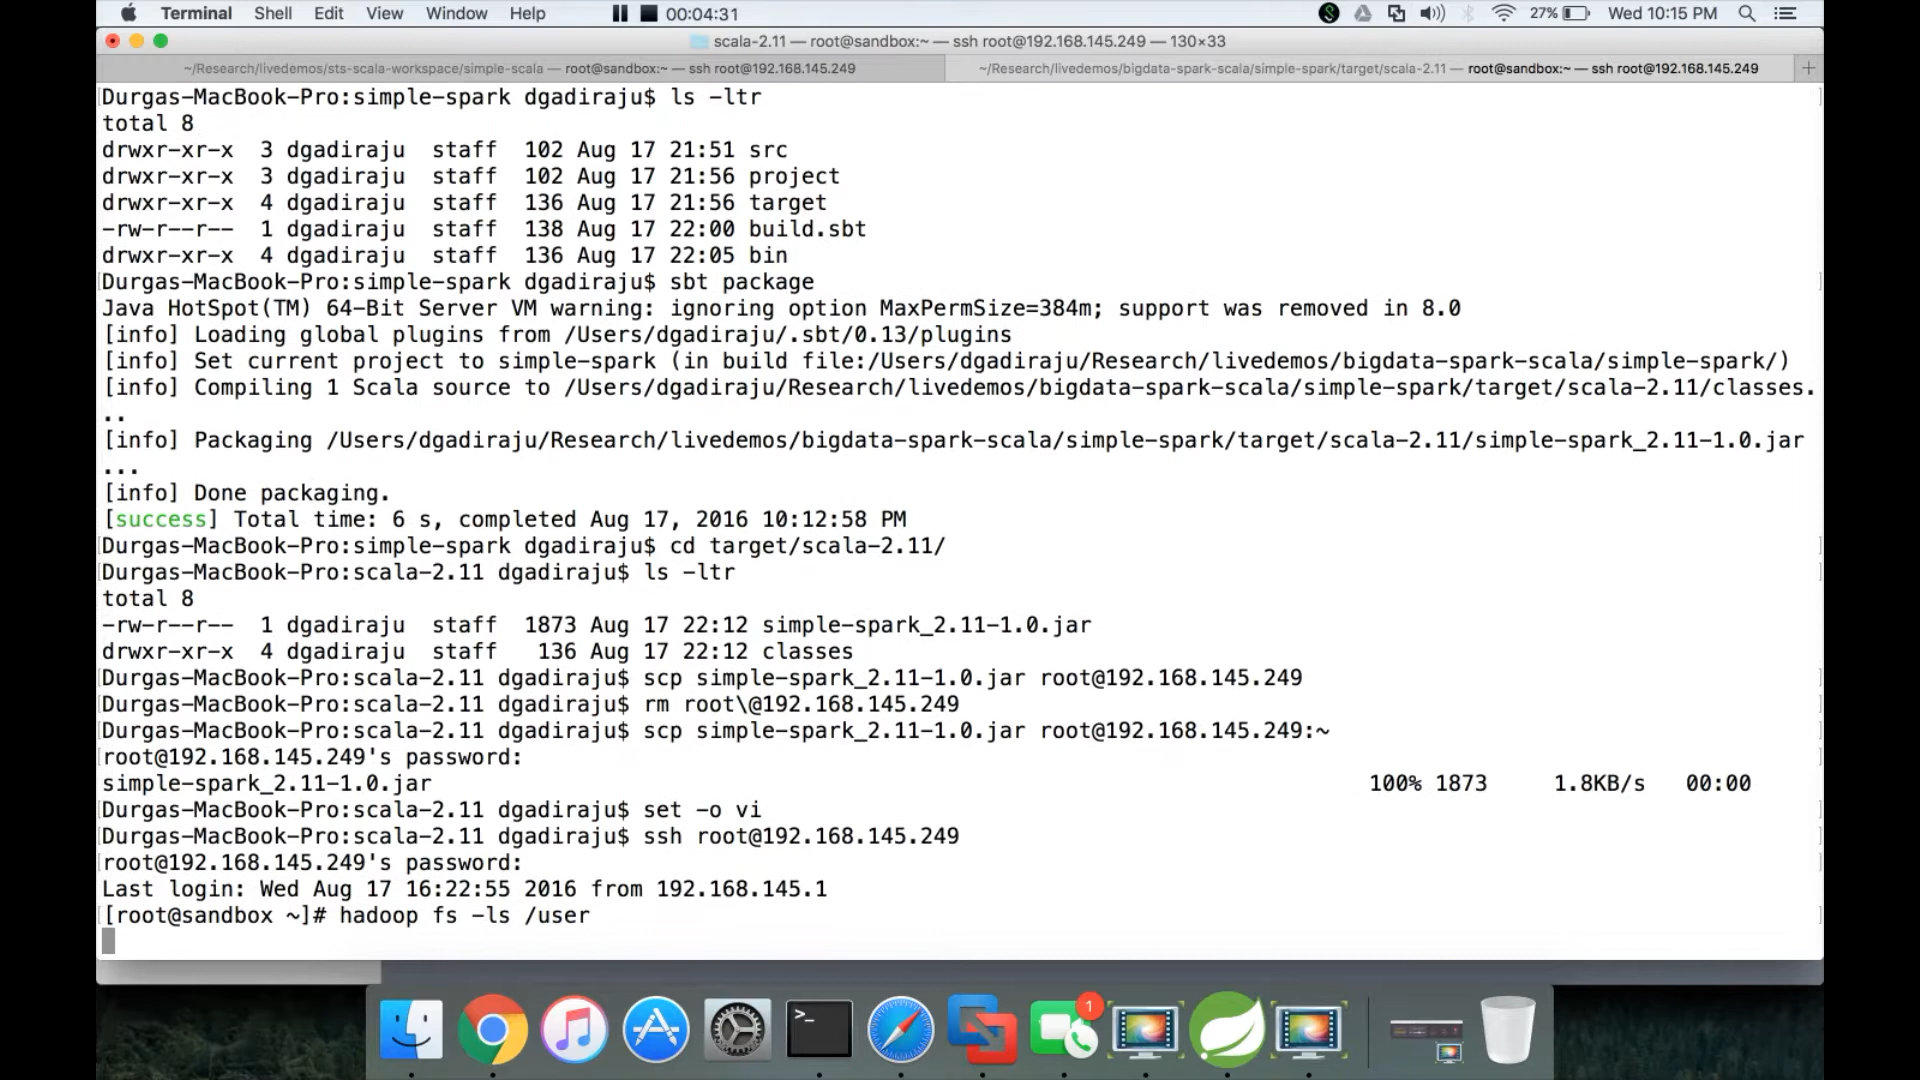 Terminal Shell Edit View Window Help 00:04:31 27% Wed 10:15 PM
scala-2.11 — root@sandbox:~ — ssh root@192.168.145.249 — 130×33
~/Research/livedemos/sts-scala-workspace/simple-scala — root@sandbox:~ — ssh root@192.168.145.249 ~/Research/livedemos/bigdata-spark-scala/simple-spark/target/scala-2.11 — root@sandbox:~ — ssh root@192.168.145.249 +
Durgas-MacBook-Pro:simple-spark dgadiraju$ ls -ltr
total 8
drwxr-xr-x 3 dgadiraju staff 102 Aug 17 21:51 src
drwxr-xr-x 3 dgadiraju staff 102 Aug 17 21:56 project
drwxr-xr-x 4 dgadiraju staff 136 Aug 17 21:56 target
-rw-r--r-- 1 dgadiraju staff 138 Aug 17 22:00 build.sbt
drwxr-xr-x 4 dgadiraju staff 136 Aug 17 22:05 bin
Durgas-MacBook-Pro:simple-spark dgadiraju$ sbt package
Java HotSpot(TM) 64-Bit Server VM warning: ignoring option MaxPermSize=384m; support was removed in 8.0
[info] Loading global plugins from /Users/dgadiraju/.sbt/0.13/plugins
[info] Set current project to simple-spark (in build file:/Users/dgadiraju/Research/livedemos/bigdata-spark-scala/simple-spark/)
[info] Compiling 1 Scala source to /Users/dgadiraju/Research/livedemos/bigdata-spark-scala/simple-spark/target/scala-2.11/classes.
..
[info] Packaging /Users/dgadiraju/Research/livedemos/bigdata-spark-scala/simple-spark/target/scala-2.11/simple-spark_2.11-1.0.jar
...
[info] Done packaging.
[success] Total time: 6 s, completed Aug 17, 2016 10:12:58 PM
Durgas-MacBook-Pro:simple-spark dgadiraju$ cd target/scala-2.11/
Durgas-MacBook-Pro:scala-2.11 dgadiraju$ ls -ltr
total 8
-rw-r--r-- 1 dgadiraju staff 1873 Aug 17 22:12 simple-spark_2.11-1.0.jar
drwxr-xr-x 4 dgadiraju staff 136 Aug 17 22:12 classes
Durgas-MacBook-Pro:scala-2.11 dgadiraju$ scp simple-spark_2.11-1.0.jar root@192.168.145.249
Durgas-MacBook-Pro:scala-2.11 dgadiraju$ rm root\@192.168.145.249
Durgas-MacBook-Pro:scala-2.11 dgadiraju$ scp simple-spark_2.11-1.0.jar root@192.168.145.249:~
root@192.168.145.249's password:
simple-spark_2.11-1.0.jar 100% 1873 1.8KB/s 00:00
Durgas-MacBook-Pro:scala-2.11 dgadiraju$ set -o vi
Durgas-MacBook-Pro:scala-2.11 dgadiraju$ ssh root@192.168.145.249
root@192.168.145.249's password:
Last login: Wed Aug 17 16:22:55 2016 from 192.168.145.1
[root@sandbox ~]# hadoop fs -ls /user
>_
1